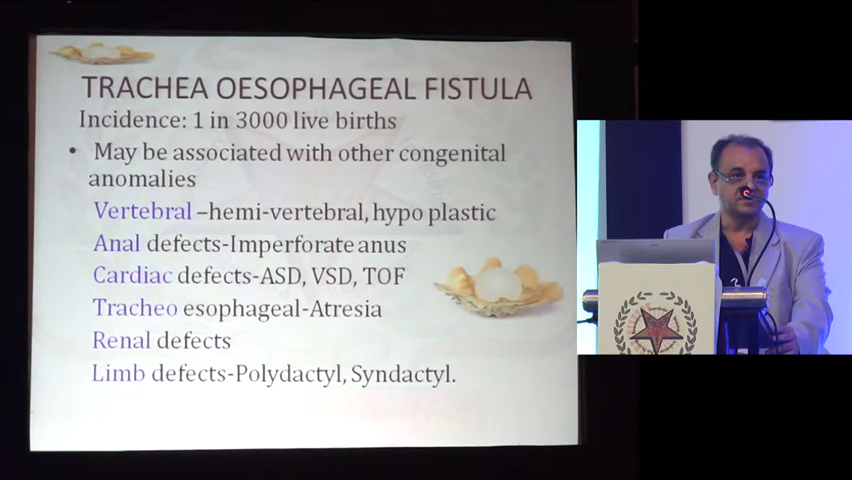 TRACHEA OESOPHAGEAL FISTULA
Incidence: 1 in 3000 live births
• May be associated with other congenital
anomalies
Vertebral –hemi-vertebral, hypo plastic
Anal defects-Imperforate anus
Cardiac defects-ASD, VSD, TOF
Tracheo esophageal-Atresia
Renal defects
Limb defects-Polydactyl, Syndactyl.